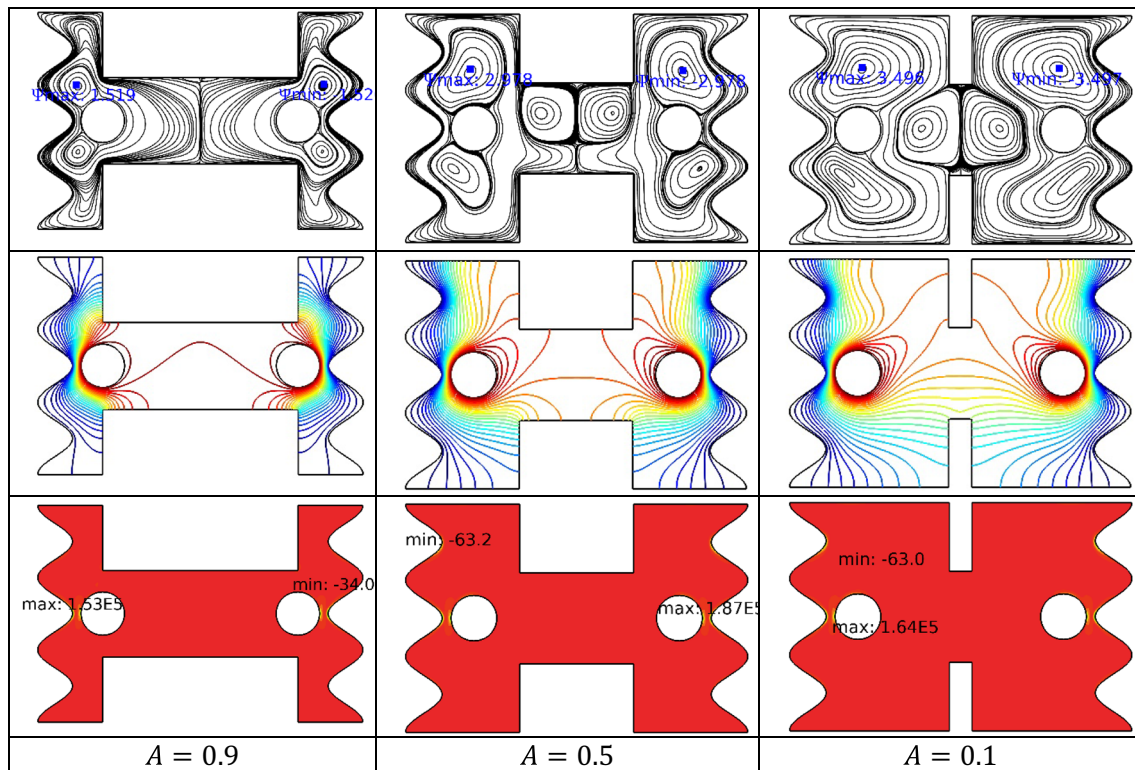 Ψmax: 1.519
Ψmin: -1.52
Ψmax: 2.978
Ψmin: -2.978
Ψmax: 3.496
Ψmin: -3.497
max: 1.53E5
min: -34.0
min: -63.2
max: 1.87E5
min: -63.0
max: 1.64E5
A = 0.9
A = 0.5
A = 0.1